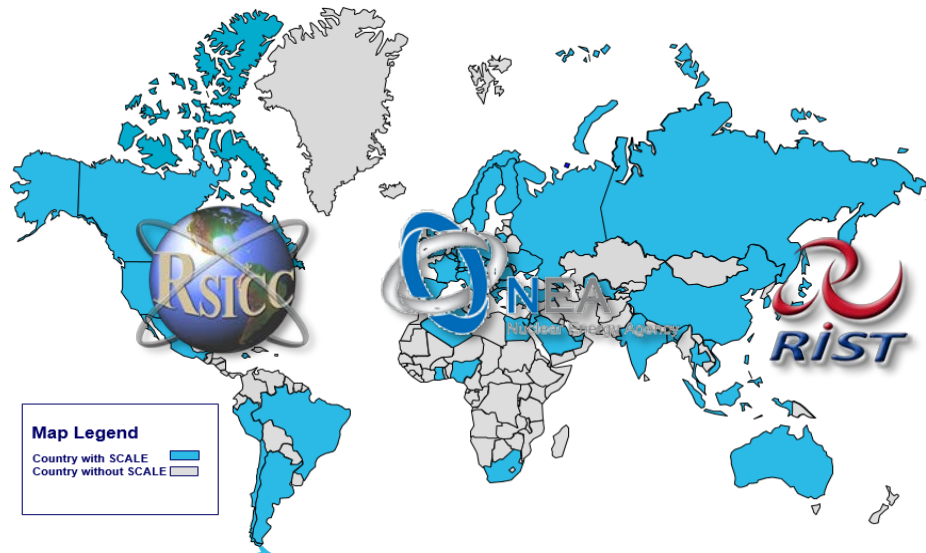 RSICC
NEA
Nuclear Energy Agency
RIST
Map Legend
Country with SCALE
Country without SCALE